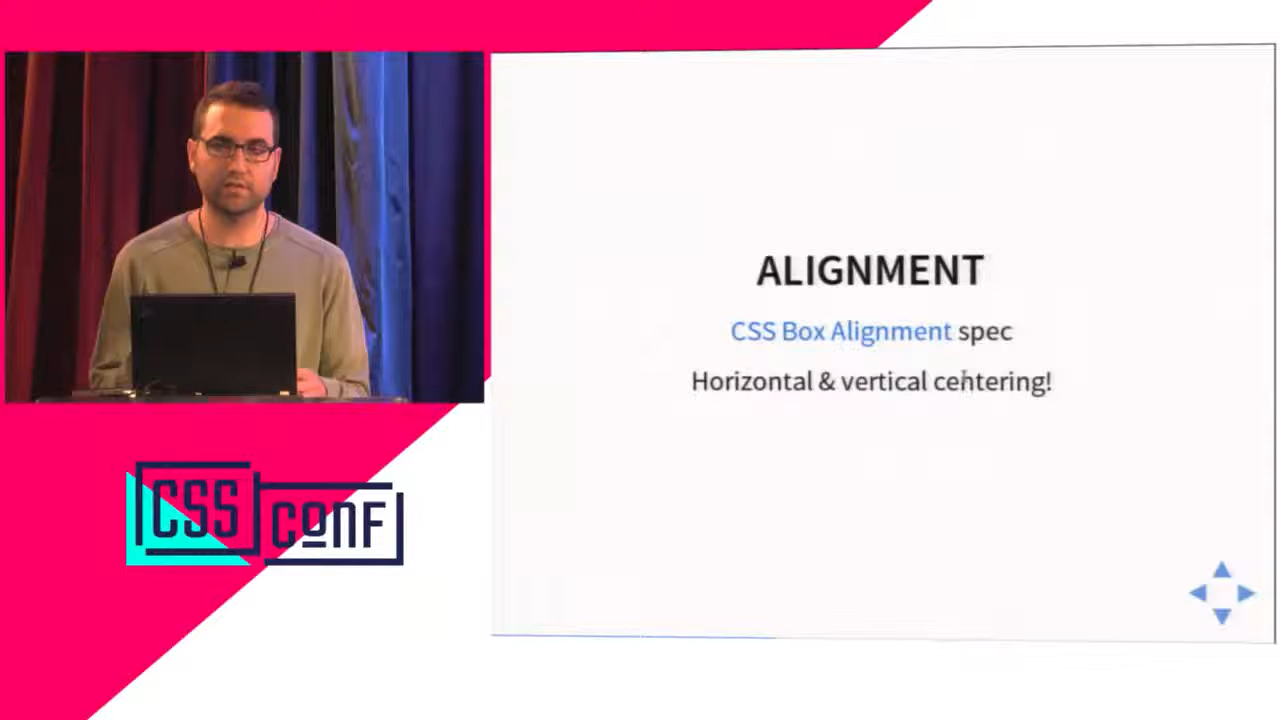 ALIGNMENT
CSS Box Alignment spec
Horizontal & vertical centering!
CSS
CONF